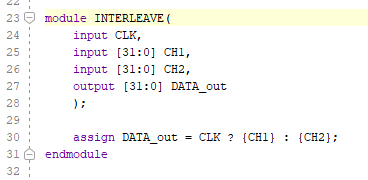 22
23 module INTERLEAVE(
24 input CLK,
25 input [31:0] CH1,
26 input [31:0] CH2,
27 output [31:0] DATA_out
28 );
29
30 assign DATA_out = CLK ? {CH1} : {CH2};
31 endmodule
32